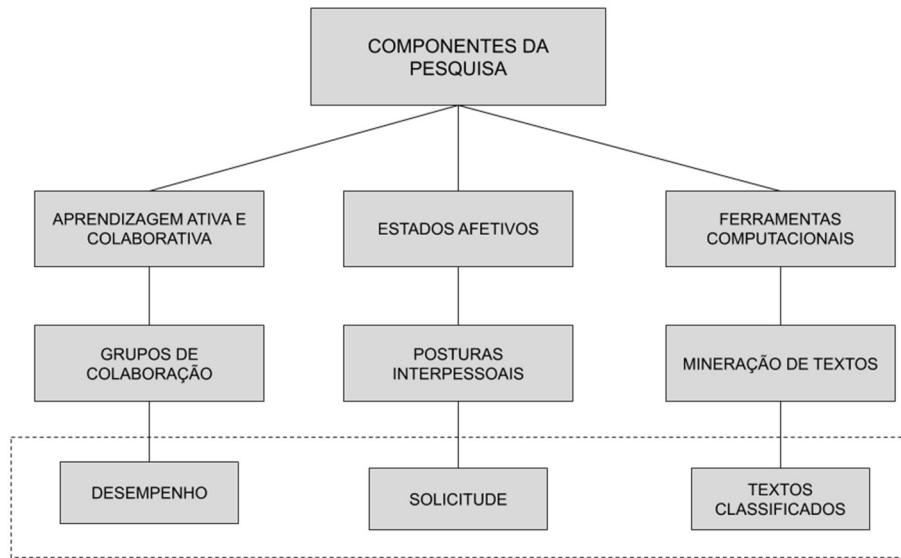 COMPONENTES DA
PESQUISA
APRENDIZAGEM ATIVA E
COLABORATIVA
ESTADOS AFETIVOS
FERRAMENTAS
COMPUTACIONAIS
GRUPOS DE
COLABORAÇÃO
POSTURAS
INTERPESSOAIS
MINERAÇÃO DE TEXTOS
DESEMPENHO
SOLICITUDE
TEXTOS
CLASSIFICADOS